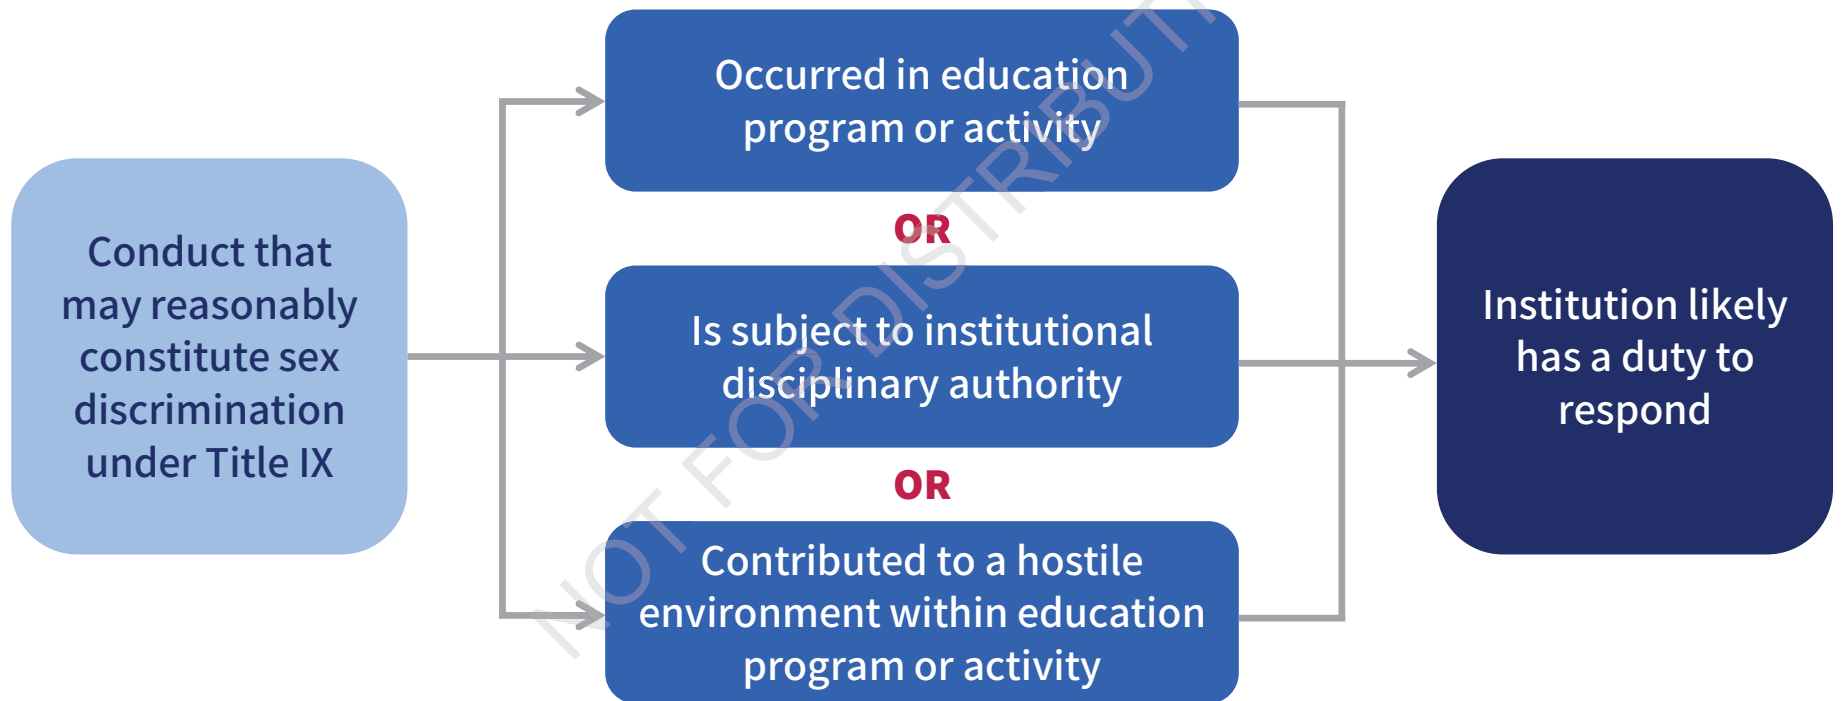 Conduct that
may reasonably
constitute sex
discrimination
under Title IX
Occurred in education
program or activity
OR
Is subject to institutional
disciplinary authority
OR
Contributed to a hostile
environment within education
program or activity
Institution likely
has a duty to
respond
NOT FOR DISTRIBUT